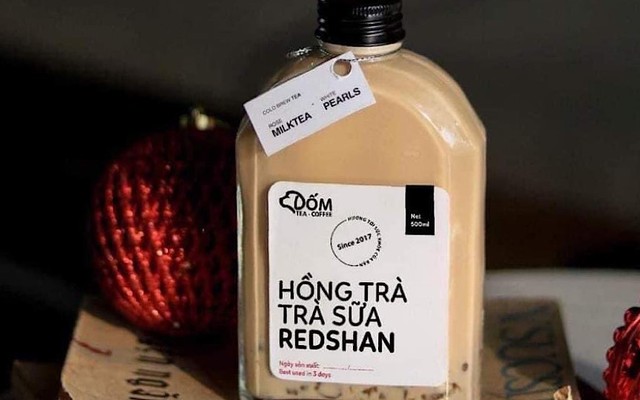 COLD BREW TEA
ROSE MILKTEA - WHITE PEARLS
DỐM
TEA - COFFEE
Net
500ml
Since 2017
HỒNG TRÀ
TRÀ SỮA
REDSHAN
Ngày sản xuất:
Best used in 3 days